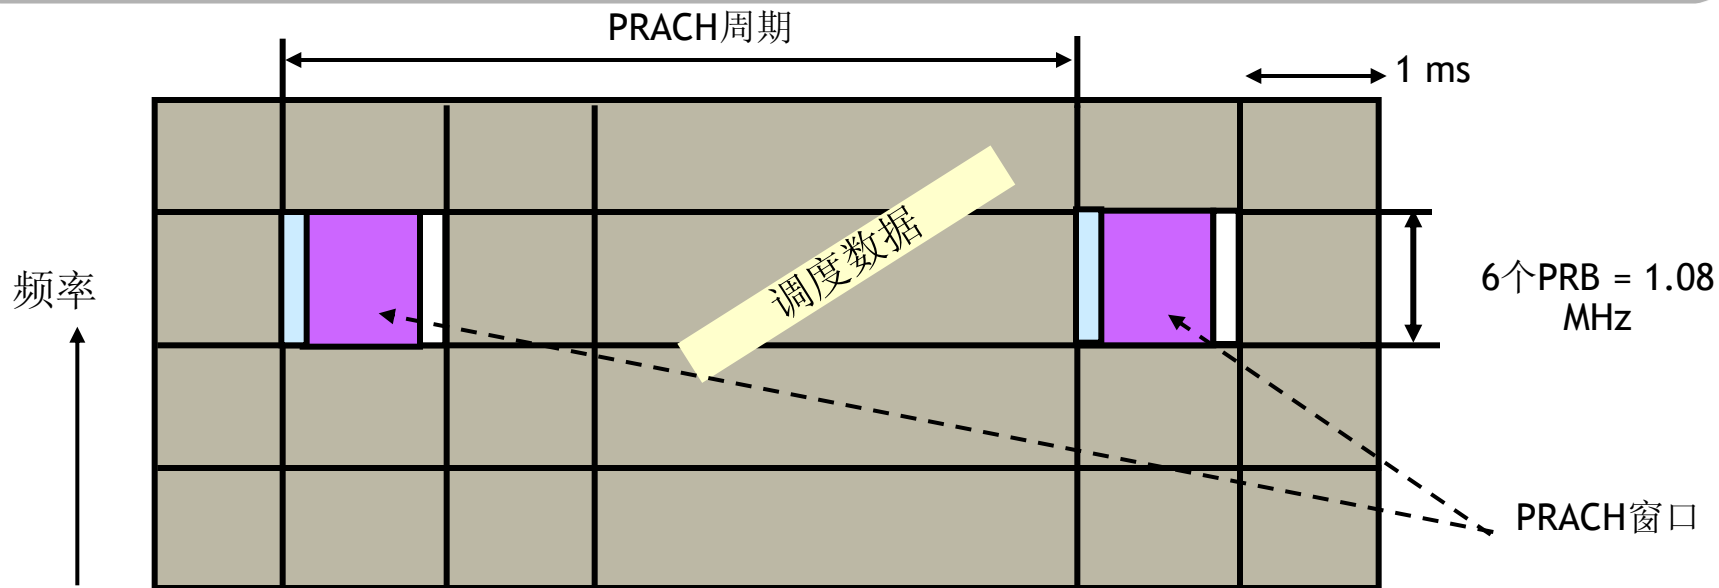 PRACH周期
1 ms
调度数据
频率
6个PRB = 1.08
MHz
PRACH窗口